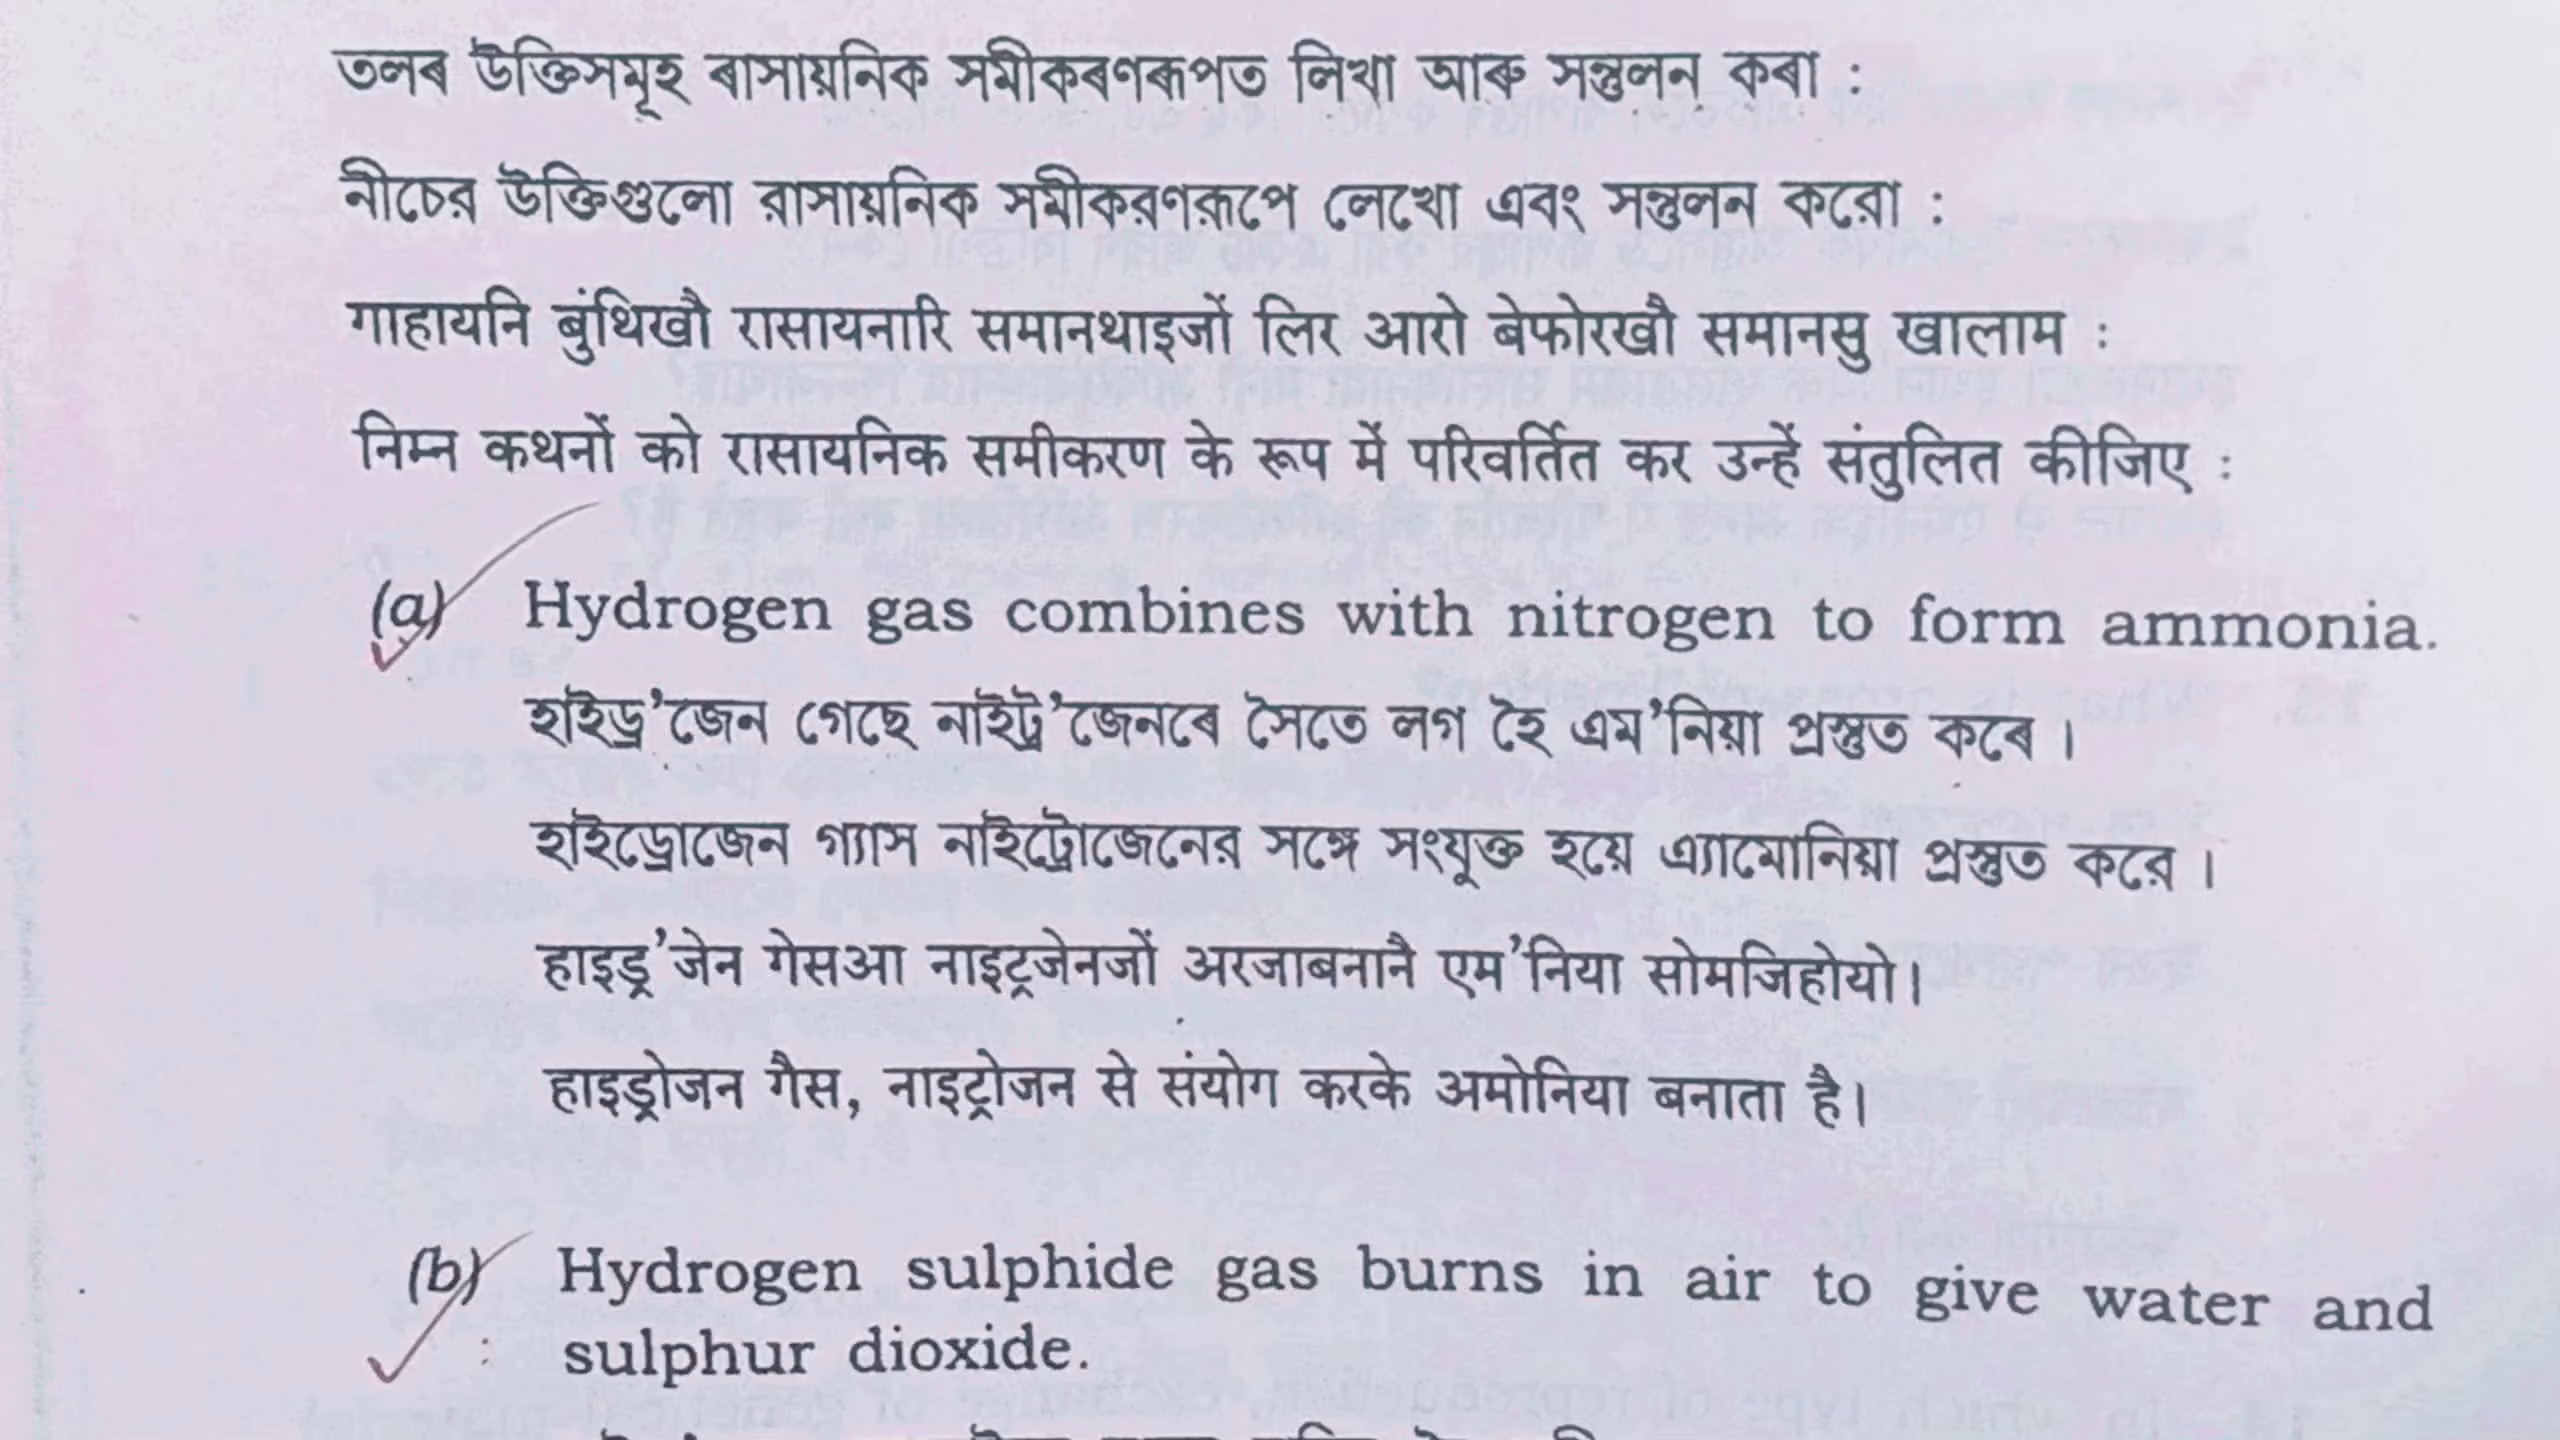 তলৰ উক্তিসমূহ ৰাসায়নিক সমীকৰণৰূপত লিখা আৰু সন্তুলন কৰা :
নীচের উক্তিগুলো রাসায়নিক সমীকরণরূপে লেখো এবং সন্তুলন করো :
गाहायनि बुंथिखौ रासायनारि समानथाइजों लिर आरो बेफोरखौ समानसु खालाम :
निम्न कथनों को रासायनिक समीकरण के रूप में परिवर्तित कर उन्हें संतुलित कीजिए :
(a) Hydrogen gas combines with nitrogen to form ammonia.
হাইড্ৰ'জেন গেছে নাইট্ৰ'জেনৰে সৈতে লগ হৈ এম'নিয়া প্ৰস্তুত কৰে ।
হাইড্রোজেন গ্যাস নাইট্রোজেনের সঙ্গে সংযুক্ত হয়ে এ্যামোনিয়া প্রস্তুত করে ।
हाइड्र'जेन गेसआ नाइट्रजेनजों अरजाबनानै एम'निया सोमजिहोयो।
हाइड्रोजन गैस, नाइट्रोजन से संयोग करके अमोनिया बनाता है।
(b) Hydrogen sulphide gas burns in air to give water and
sulphur dioxide.